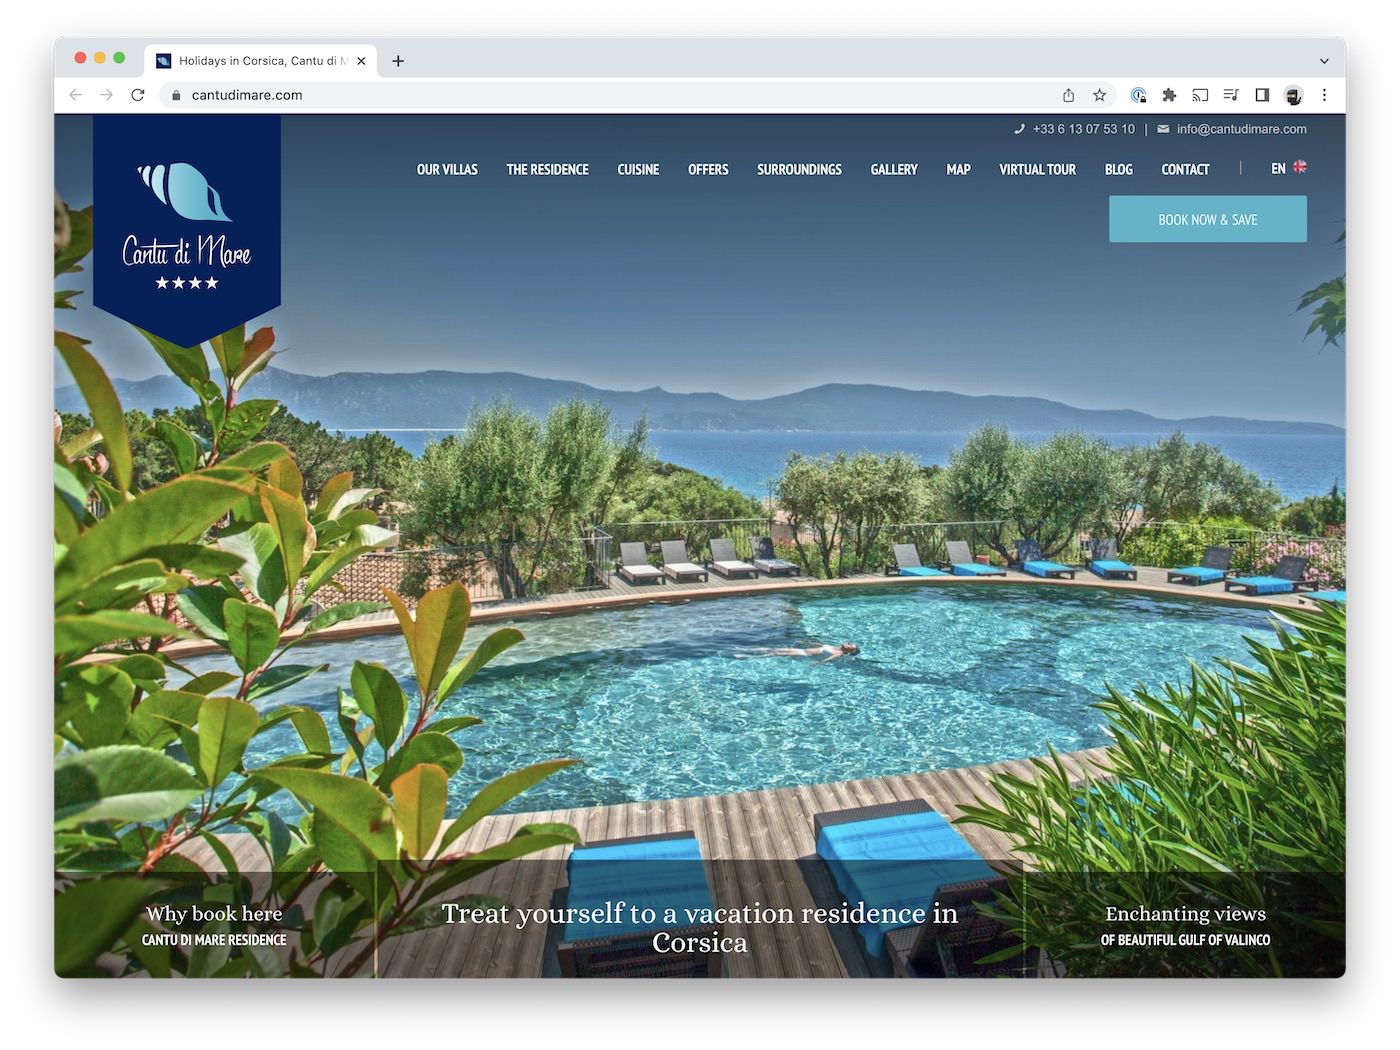 Holidays in Corsica, Cantu di M
cantudimare.com
+33 6 13 07 53 10 | info@cantudimare.com
OUR VILLAS THE RESIDENCE CUISINE OFFERS SURROUNDINGS GALLERY MAP VIRTUAL TOUR BLOG CONTACT | EN
BOOK NOW & SAVE
Cantu di Mare
Why book here
CANTU DI MARE RESIDENCE
Treat yourself to a vacation residence in
Corsica
Enchanting views
OF BEAUTIFUL GULF OF VALINCO